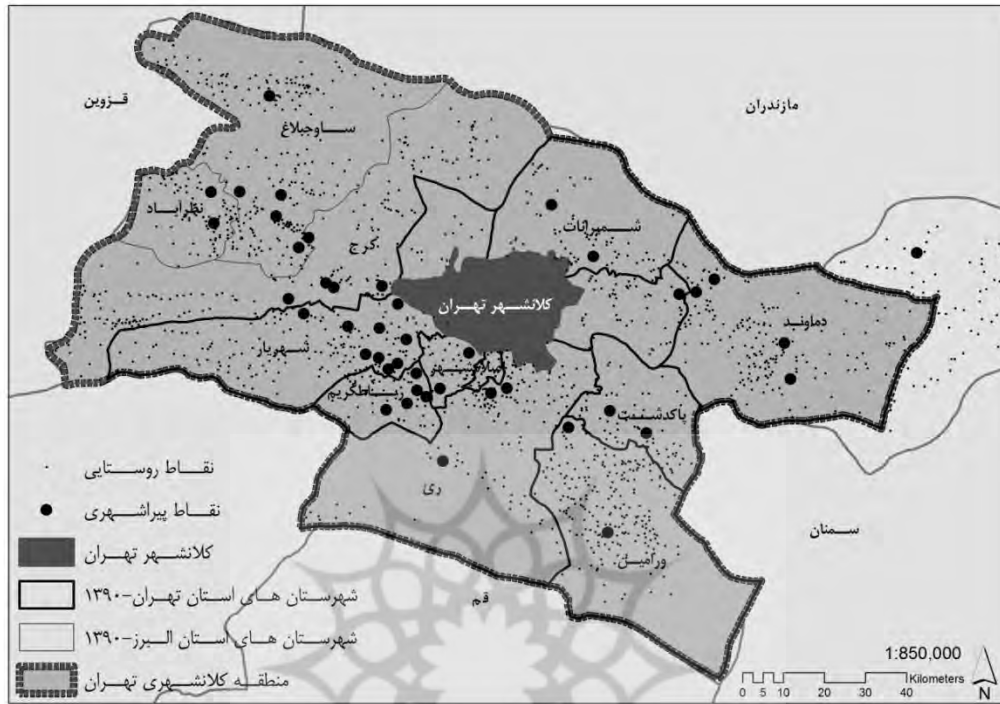 قزوین
مازندران
ساوجبلاغ
نظرآباد
شمیرانات
کرج
کلانشهر تهران
دماوند
شهریار
اسلامشهر
رباطکریم
پاکدشت
ری
ورامین
سمنان
قم
نقاط روستایی
نقاط پیراشهری
کلانشهر تهران
شهرستان های استان تهران-۱۳۹۰
شهرستان های استان البرز-۱۳۹۰
منطقه کلانشهری تهران
1:850,000
Kilometers
0 5 10 20 30 40
N